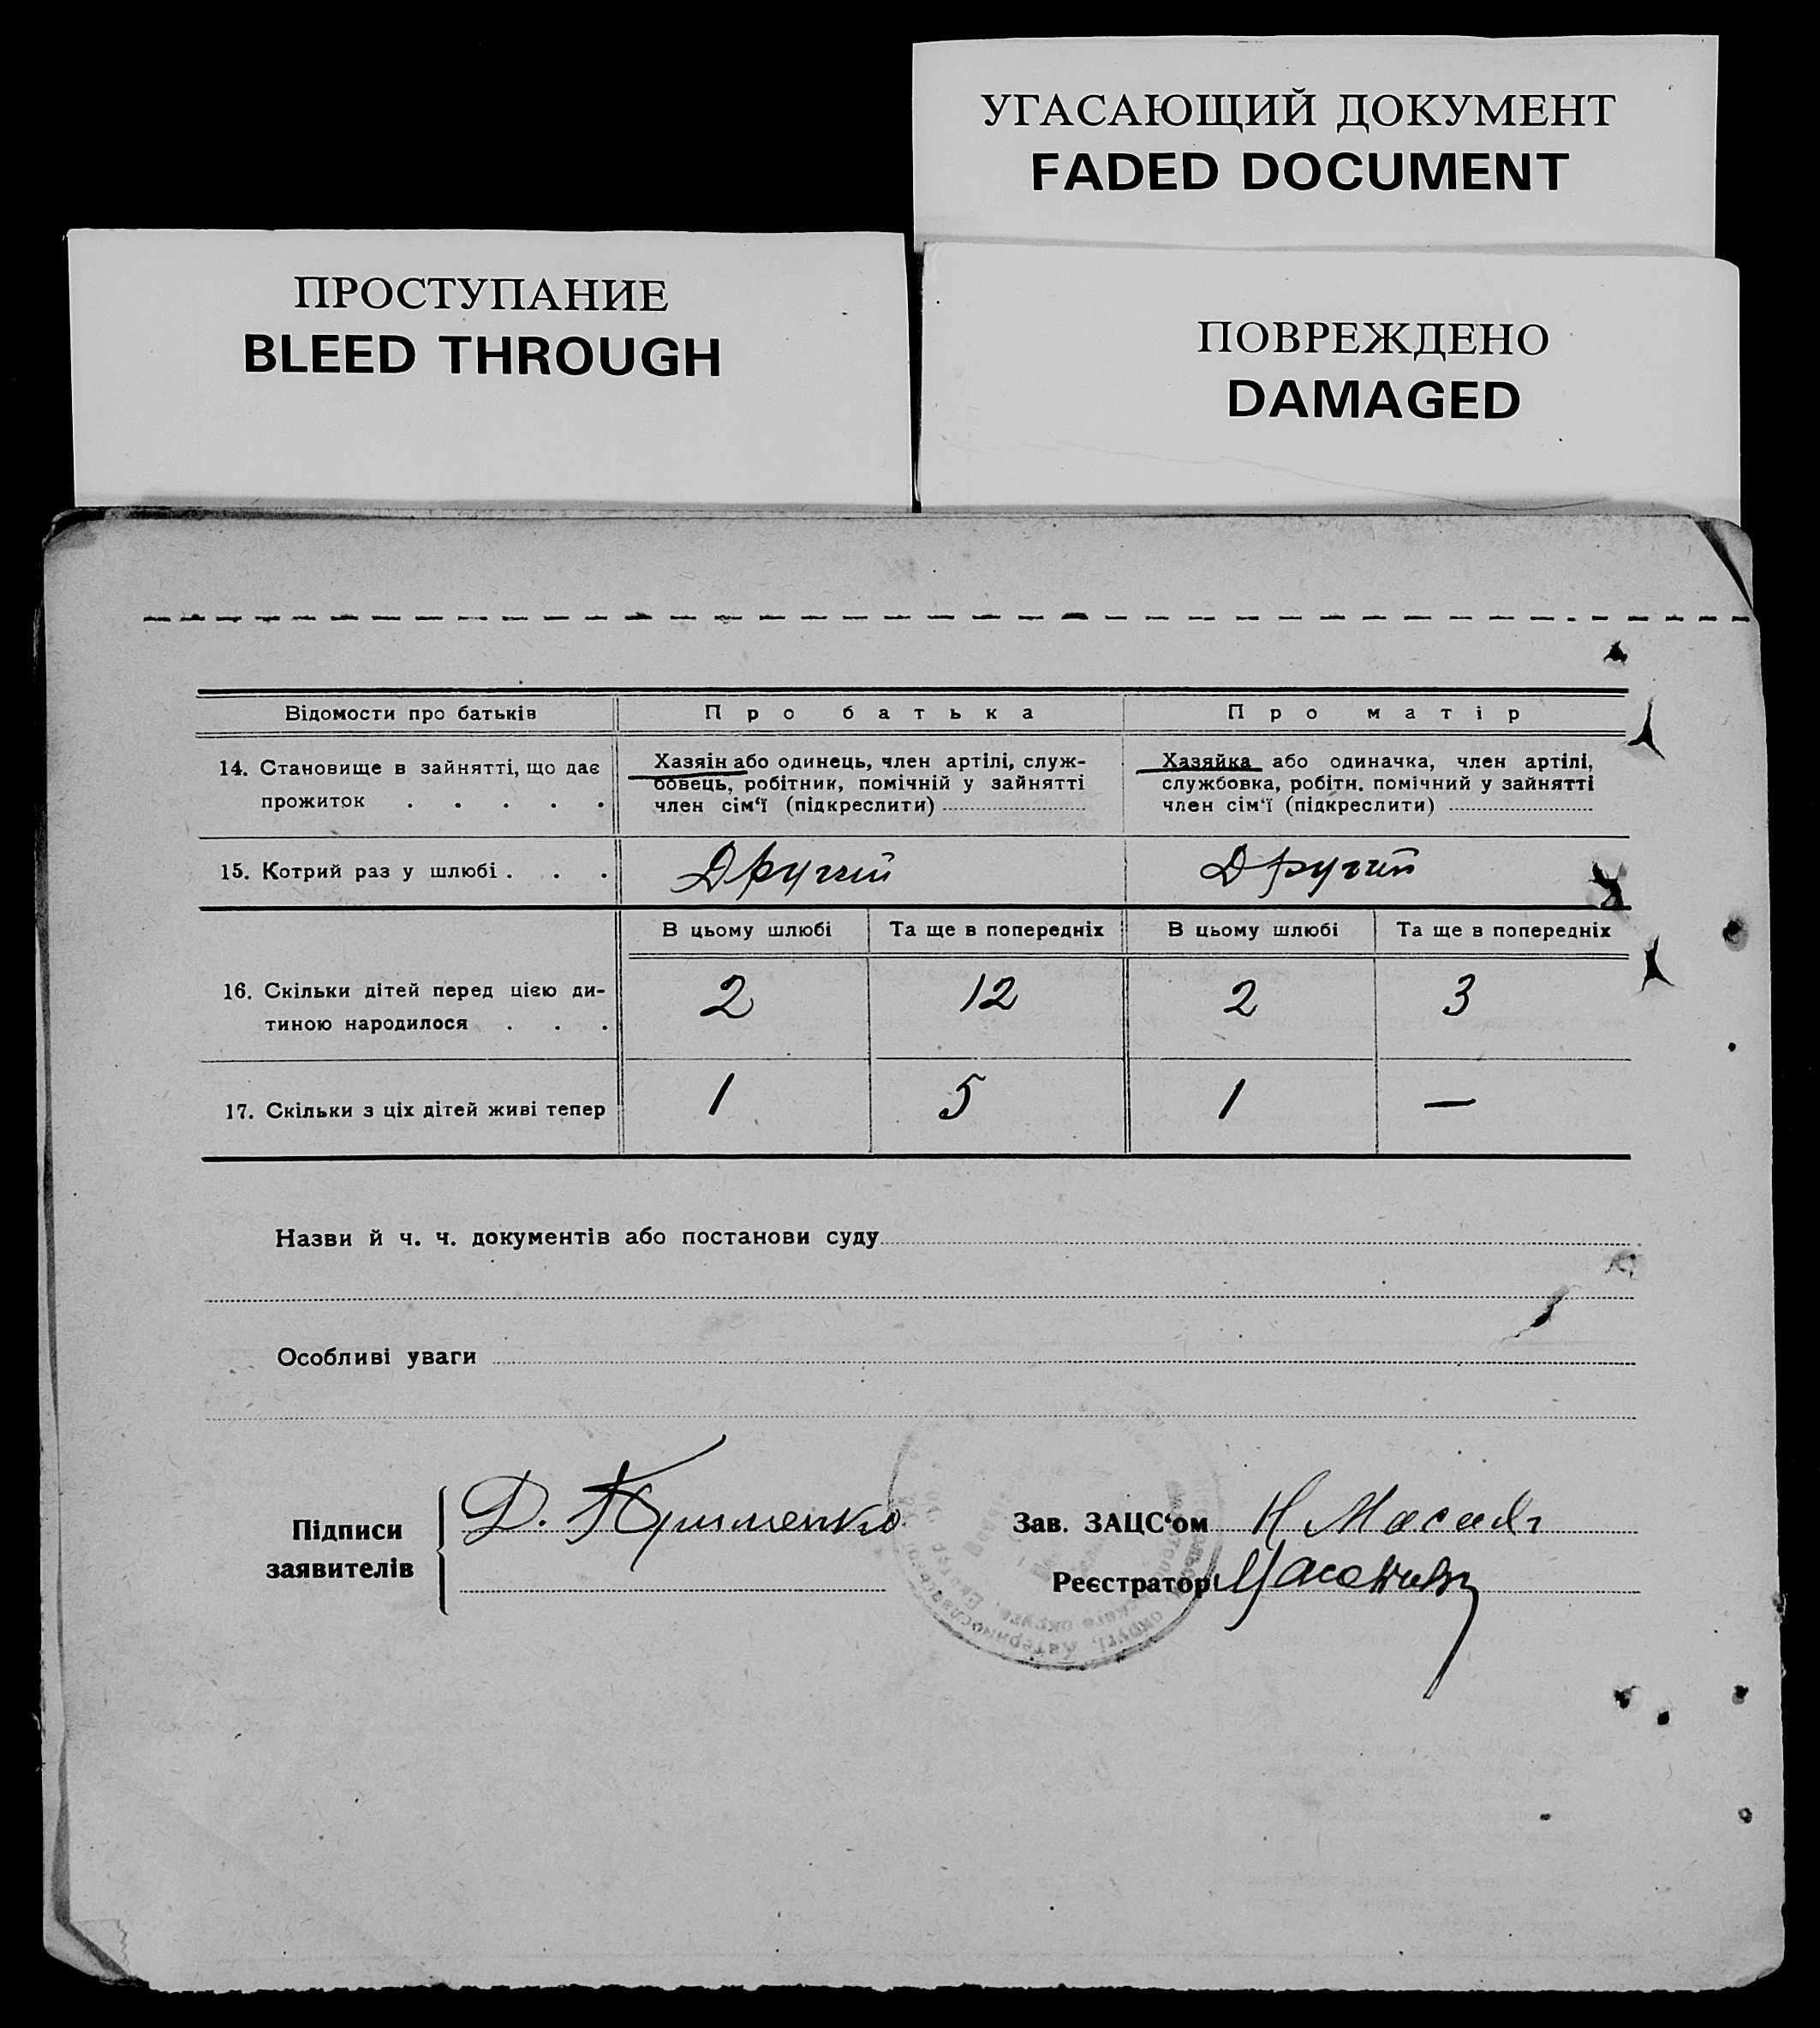 УГАСАЮЩИЙ ДОКУМЕНТ
FADED DOCUMENT
ПРОСТУПАНИЕ
BLEED THROUGH
ПОВРЕЖДЕНО
DAMAGED
Відомости про батьків
Про батька
Про матір
14. Становище в зайнятті, що дає
прожиток . . . . .
Хазяін або одинець, член артілі, служ-
бовець, робітник, помічній у зайнятті
член сім‘ї (підкреслити)
Хазяйка або одиначка, член артілі,
службовка, робітн. помічний у зайнятті
член сім‘ї (підкреслити)
15. Котрий раз у шлюбі . . .
Другий
Другий
В цьому шлюбі
Та ще в попередніх
В цьому шлюбі
Та ще в попередніх
16. Скільки дітей перед цією ди-
тиною народилося . . .
2
12
2
3
17. Скільки з ціх дітей живі тепер
1
5
1
—
Назви й ч. ч. документів або постанови суду
Особливі уваги
Підписи
заявителів
Д.
Зав. ЗАЦС‘ом
Реєстратор